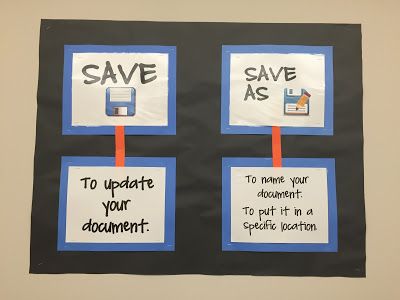 SAVE
To update
your
document.
SAVE
AS
To name your
document.
To put it in a
specific location.